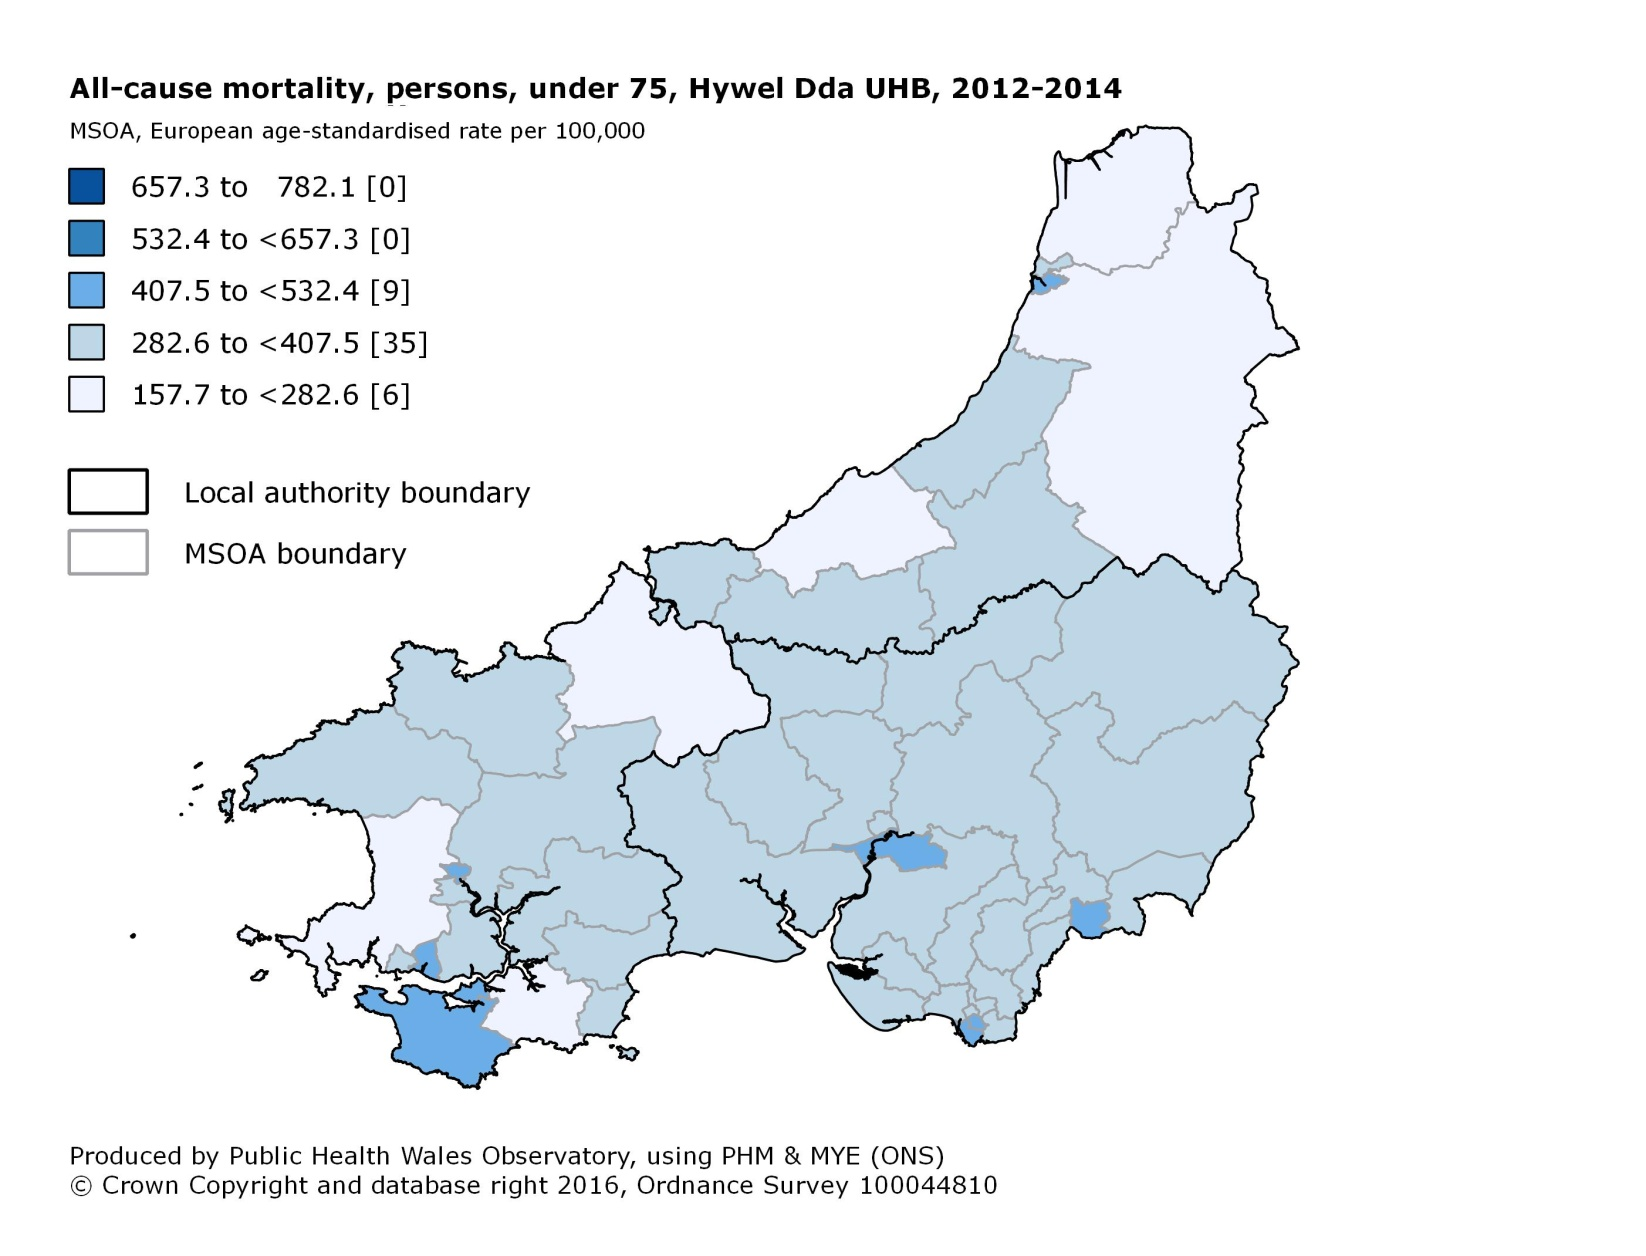 All-cause mortality, persons, under 75, Hywel Dda UHB, 2012-2014
MSOA, European age-standardised rate per 100,000
657.3 to 782.1 [0]
532.4 to <657.3 [0]
407.5 to <532.4 [9]
282.6 to <407.5 [35]
157.7 to <282.6 [6]
Local authority boundary
MSOA boundary
Produced by Public Health Wales Observatory, using PHM & MYE (ONS)
© Crown Copyright and database right 2016, Ordnance Survey 100044810